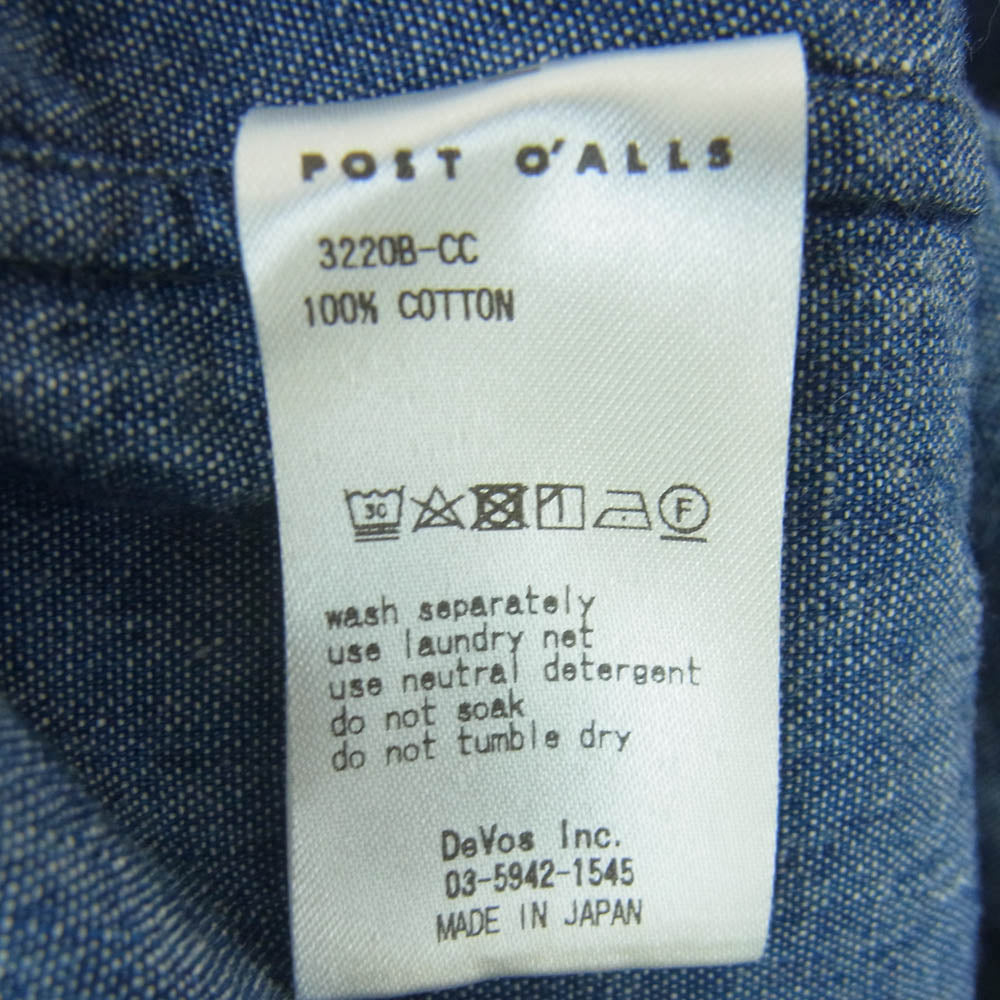 POST O'ALLS
3220B-CC
100% COTTON
30 F
wash separately
use laundry net
use neutral detergent
do not soak
do not tumble dry
DeVos Inc.
03-5942-1545
MADE IN JAPAN